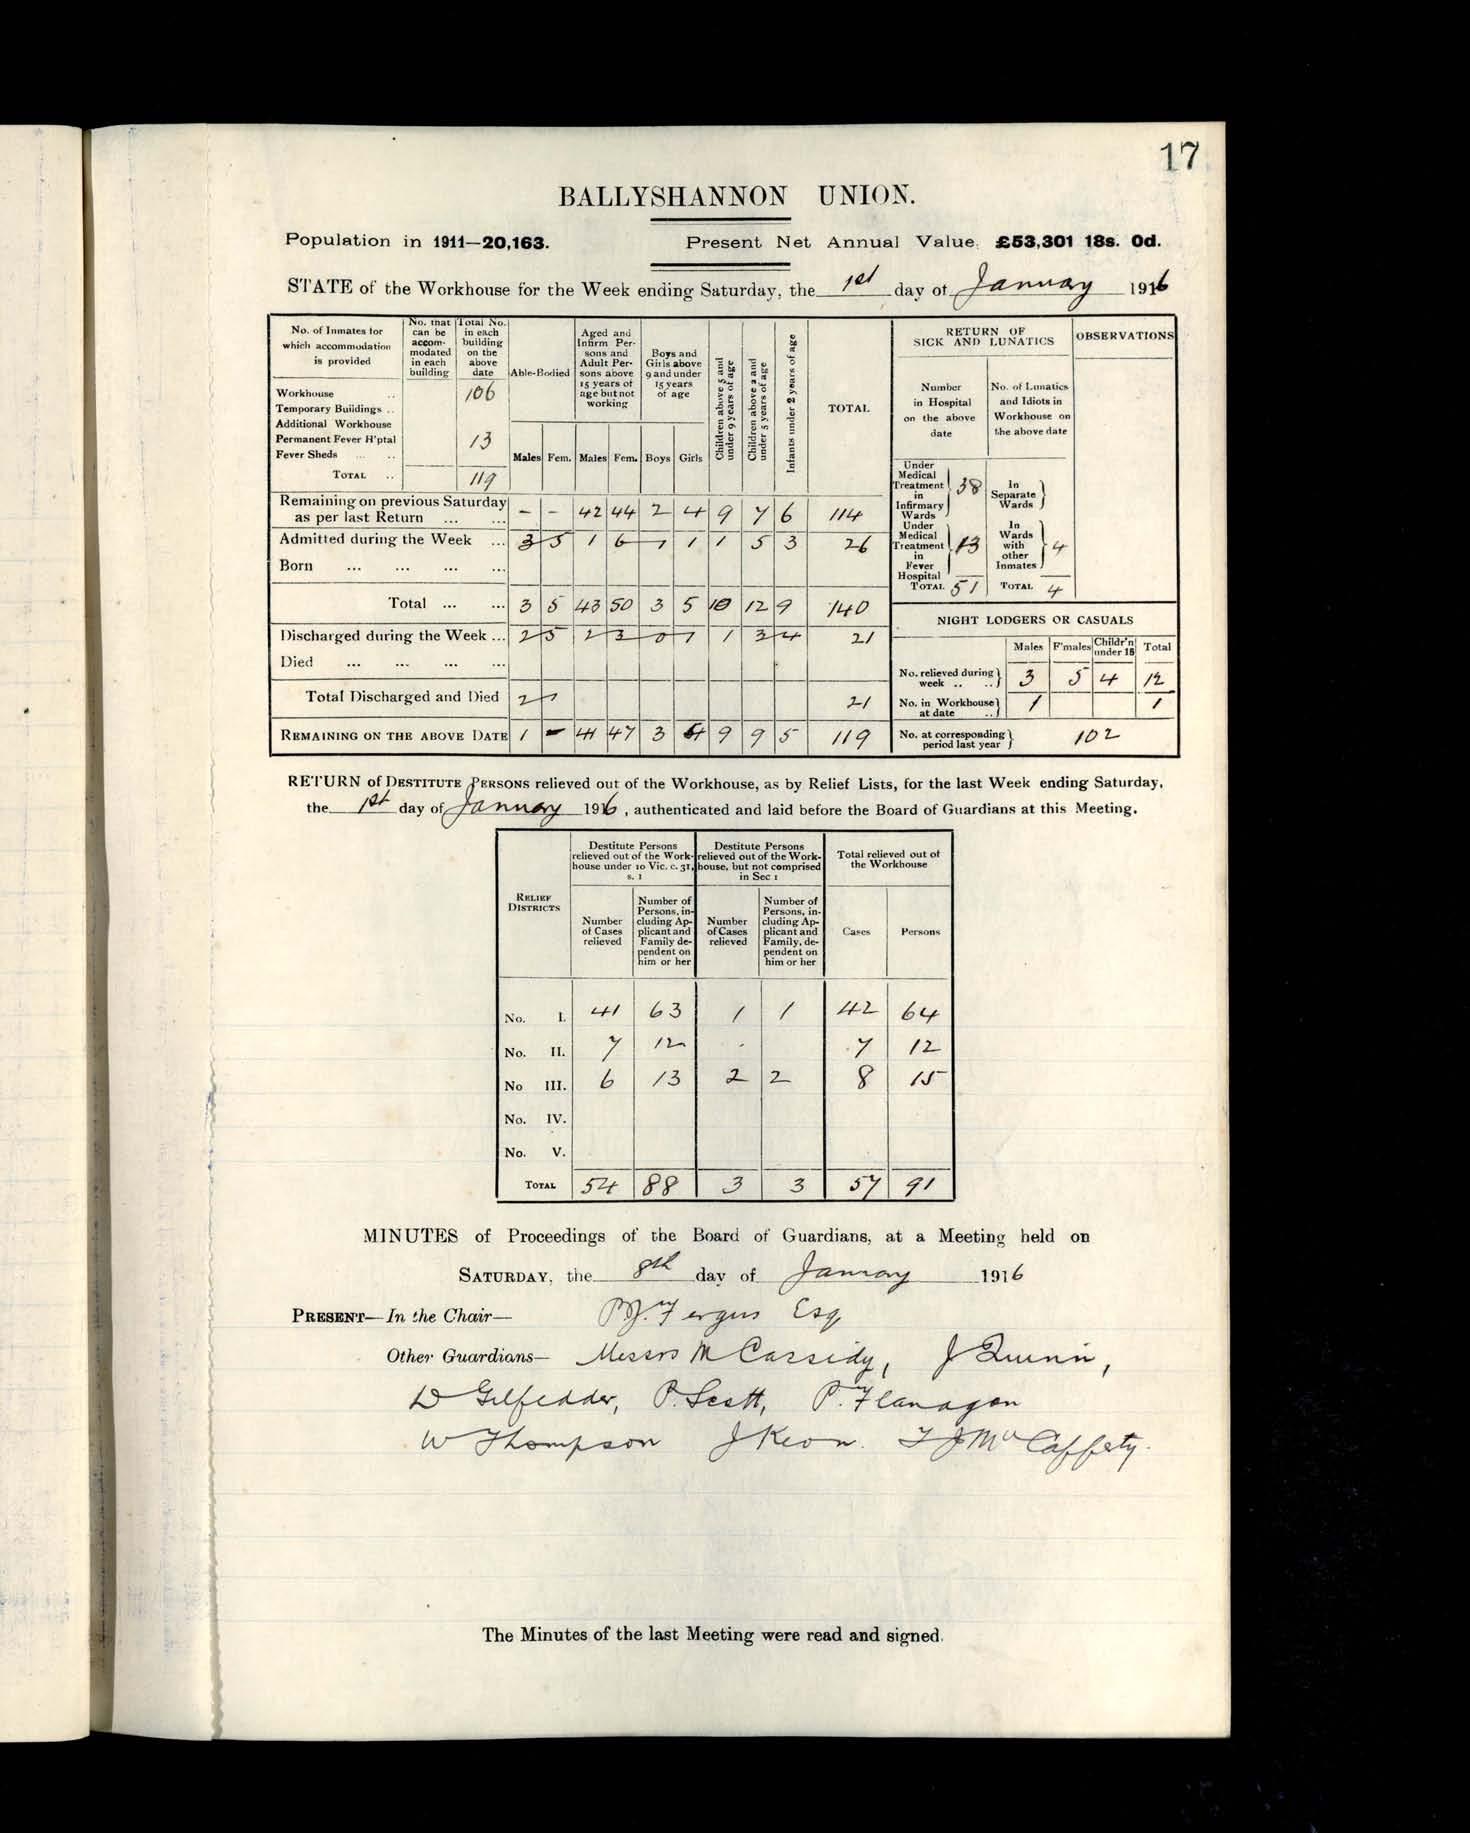 17
BALLYSHANNON UNION.
Population in 1911—20,163. Present Net Annual Value, £53,301 18s. 0d.
STATE of the Workhouse for the Week ending Saturday, the 1st day of January 1916
No. of Inmates for which accommodation is provided
No. that can be accommodated in each building
Total No. in each building on the above date
Workhouse .. 106
Temporary Buildings ..
Additional Workhouse
Permanent Fever H'ptal 13
Fever Sheds ... ..
TOTAL .. 119
Able-Bodied
Males Fem.
Aged and Infirm Persons and Adult Persons above 15 years of age but not working
Males Fem.
Boys and Girls above 9 and under 15 years of age
Boys Girls
Children above 5 and under 9 years of age
Children above 2 and under 5 years of age
Infants under 2 years of age
TOTAL
Remaining on previous Saturday as per last Return ... ... – – 42 44 2 4 9 7 6 114
Admitted during the Week ... 3 5 1 6 1 1 1 5 3 26
Born ... ... ... ...
Total ... ... 3 5 43 50 3 5 10 12 9 140
Discharged during the Week ... 2 5 2 3 0 1 1 3 4 21
Died ... ... ... ...
Total Discharged and Died 2 21
REMAINING ON THE ABOVE DATE 1 – 41 47 3 4 9 9 5 119
RETURN OF SICK AND LUNATICS
OBSERVATIONS
Number in Hospital on the above date
No. of Lunatics and Idiots in Workhouse on the above date
Under Medical Treatment in Infirmary Wards 38
In Separate Wards
Under Medical Treatment in Fever Hospital 13
In Wards with other Inmates 4
TOTAL 51 TOTAL 4
NIGHT LODGERS OR CASUALS
Males F'males Childr'n under 15 Total
No. relieved during week .. .. 3 5 4 12
No. in Workhouse at date .. 1 1
No. at corresponding period last year 102
RETURN of DESTITUTE PERSONS relieved out of the Workhouse, as by Relief Lists, for the last Week ending Saturday,
the 1st day of January 1916, authenticated and laid before the Board of Guardians at this Meeting.
RELIEF DISTRICTS
Destitute Persons relieved out of the Workhouse under 10 Vic. c. 31, s. 1
Destitute Persons relieved out of the Workhouse, but not comprised in Sec 1
Total relieved out of the Workhouse
Number of Cases relieved
Number of Persons, including Applicant and Family dependent on him or her
Number of Cases relieved
Number of Persons, including Applicant and Family, dependent on him or her
Cases Persons
No. I. 41 63 1 1 42 64
No. II. 7 12 . 7 12
No III. 6 13 2 2 8 15
No. IV.
No. V.
TOTAL 54 88 3 3 57 91
MINUTES of Proceedings of the Board of Guardians, at a Meeting held on
SATURDAY, the 8th day of January 1916
PRESENT—In the Chair— P.J. Fergus Esq
Other Guardians— Messrs M Cassidy, J Quinn,
D Gilfedder, P. Scott, P. Flanagan
W Thompson J Keon. T J McCafferty.
The Minutes of the last Meeting were read and signed.